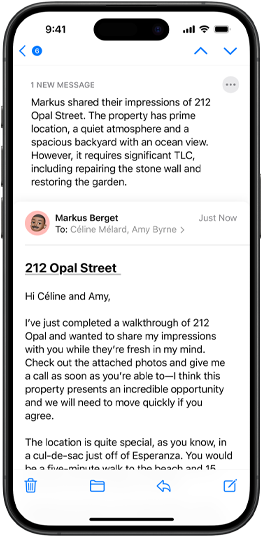 9:41
6
1 NEW MESSAGE
Markus shared their impressions of 212
Opal Street. The property has prime
location, a quiet atmosphere and a
spacious backyard with an ocean view.
However, it requires significant TLC,
including repairing the stone wall and
restoring the garden.
Markus Berget
Just Now
To: Céline Mélard, Amy Byrne >
212 Opal Street
Hi Céline and Amy,
I’ve just completed a walkthrough of 212
Opal and wanted to share my impressions
with you while they’re fresh in my mind.
Check out the attached photos and give me
a call as soon as you’re able to—I think this
property presents an incredible opportunity
and we will need to move quickly if you
agree.
The location is quite special, as you know, in
a cul-de-sac just off of Esperanza. You would
be a five-minute walk to the beach and 15